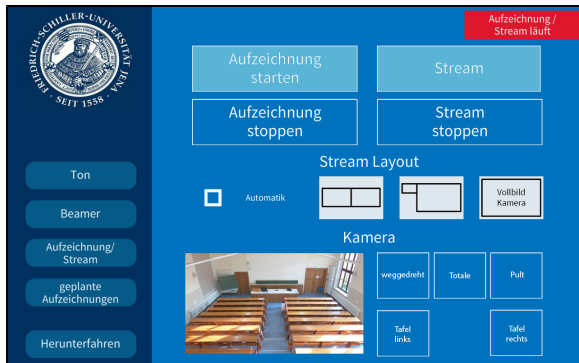 FRIEDRICH-SCHILLER-UNIVERSITÄT JENA
· SEIT 1558 ·
Aufzeichnung /
Stream läuft
Aufzeichnung
starten
Stream
Aufzeichnung
stoppen
Stream
stoppen
Stream Layout
Automatik
Vollbild
Kamera
Kamera
weggedreht
Totale
Pult
Tafel
links
Tafel
rechts
Ton
Beamer
Aufzeichnung/
Stream
geplante
Aufzeichnungen
Herunterfahren